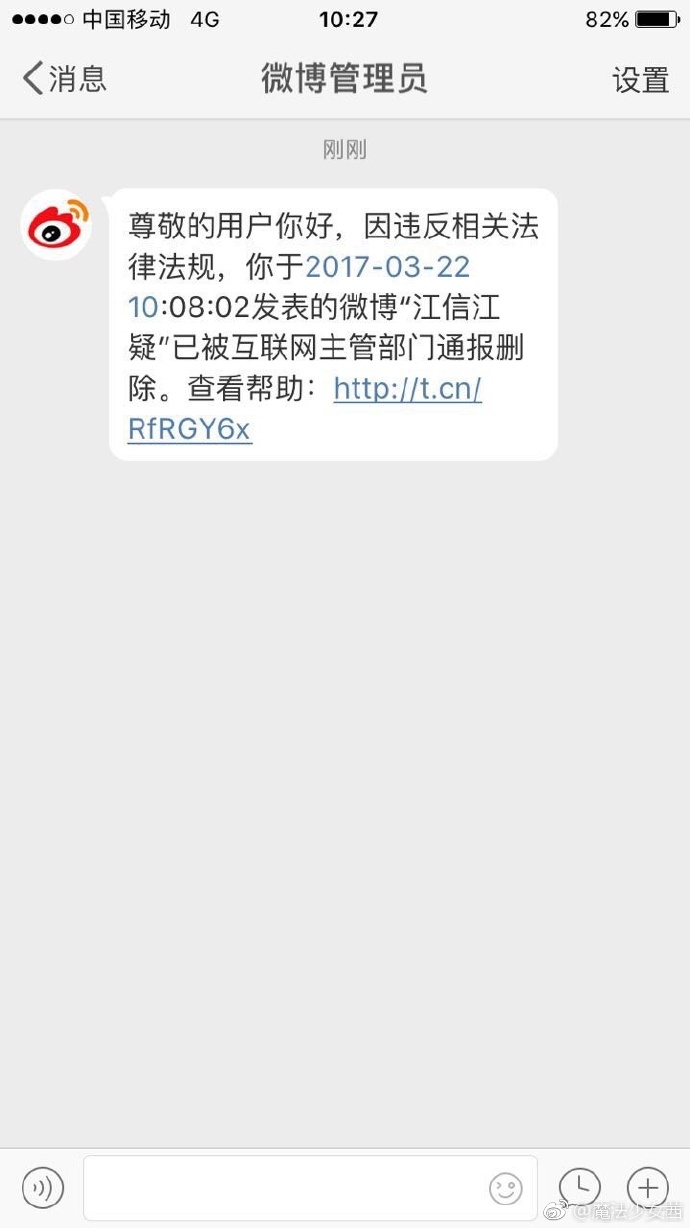 中国移动 4G 10:27 82%
消息 微博管理员 设置
刚刚
尊敬的用户你好，因违反相关法
律法规，你于2017-03-22
10:08:02发表的微博“江信江
疑”已被互联网主管部门通报删
除。查看帮助：http://t.cn/
RfRGY6x
@魔法少女茜